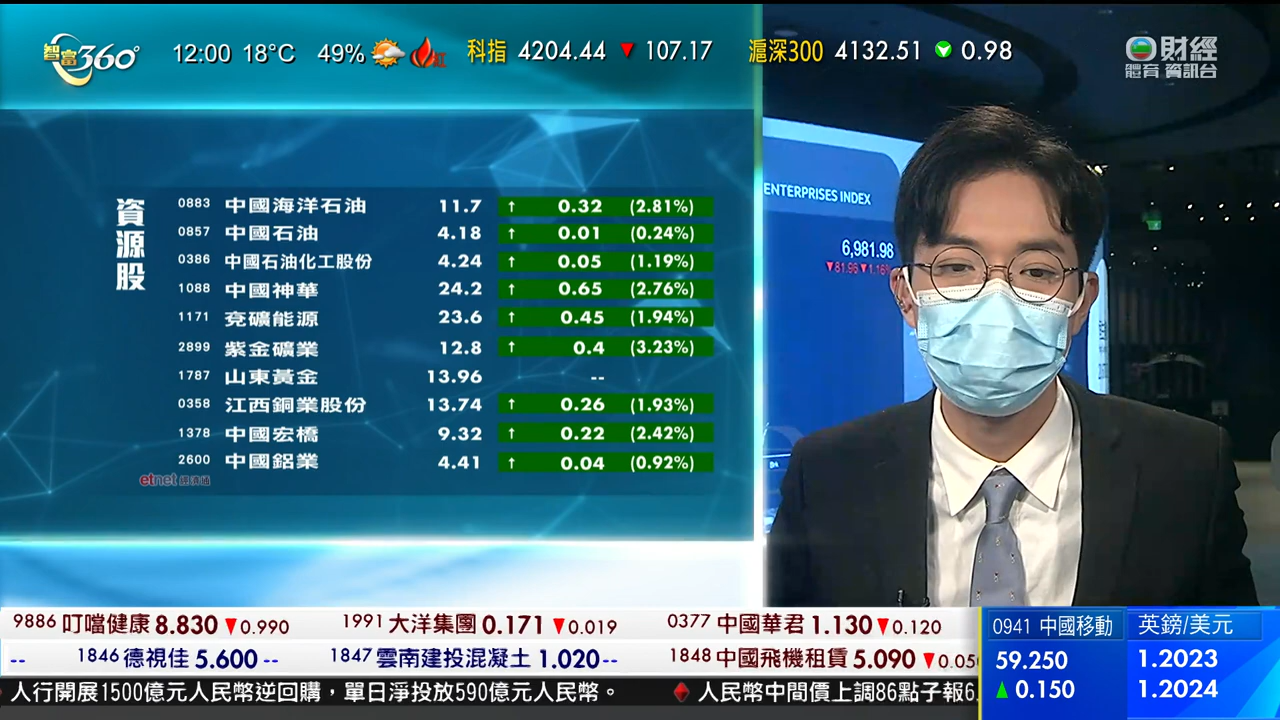 智富360°
12:00 18°C 49% 紅 科指 4204.44 ▼ 107.17 滬深300 4132.51 0.98
財經
體育 資訊台
資源股
0883 中國海洋石油 11.7 ↑ 0.32 (2.81%)
0857 中國石油 4.18 ↑ 0.01 (0.24%)
0386 中國石油化工股份 4.24 ↑ 0.05 (1.19%)
1088 中國神華 24.2 ↑ 0.65 (2.76%)
1171 兗礦能源 23.6 ↑ 0.45 (1.94%)
2899 紫金礦業 12.8 ↑ 0.4 (3.23%)
1787 山東黃金 13.96 --
0358 江西銅業股份 13.74 ↑ 0.26 (1.93%)
1378 中國宏橋 9.32 ↑ 0.22 (2.42%)
2600 中國鋁業 4.41 ↑ 0.04 (0.92%)
etnet 經濟通
ENTERPRISES INDEX
6,981.98
▼81.96▼1.16%
9886 叮噹健康 8.830 ▼0.990 1991 大洋集團 0.171 ▼0.019 0377 中國華君 1.130 ▼0.120
-- 1846 德視佳 5.600 -- 1847 雲南建投混凝土 1.020 -- 1848 中國飛機租賃 5.090 ▼0.050
人行開展1500億元人民幣逆回購，單日淨投放590億元人民幣。 ♦ 人民幣中間價上調86點子報6.
0941 中國移動
59.250
▲ 0.150
英鎊/美元
1.2023
1.2024